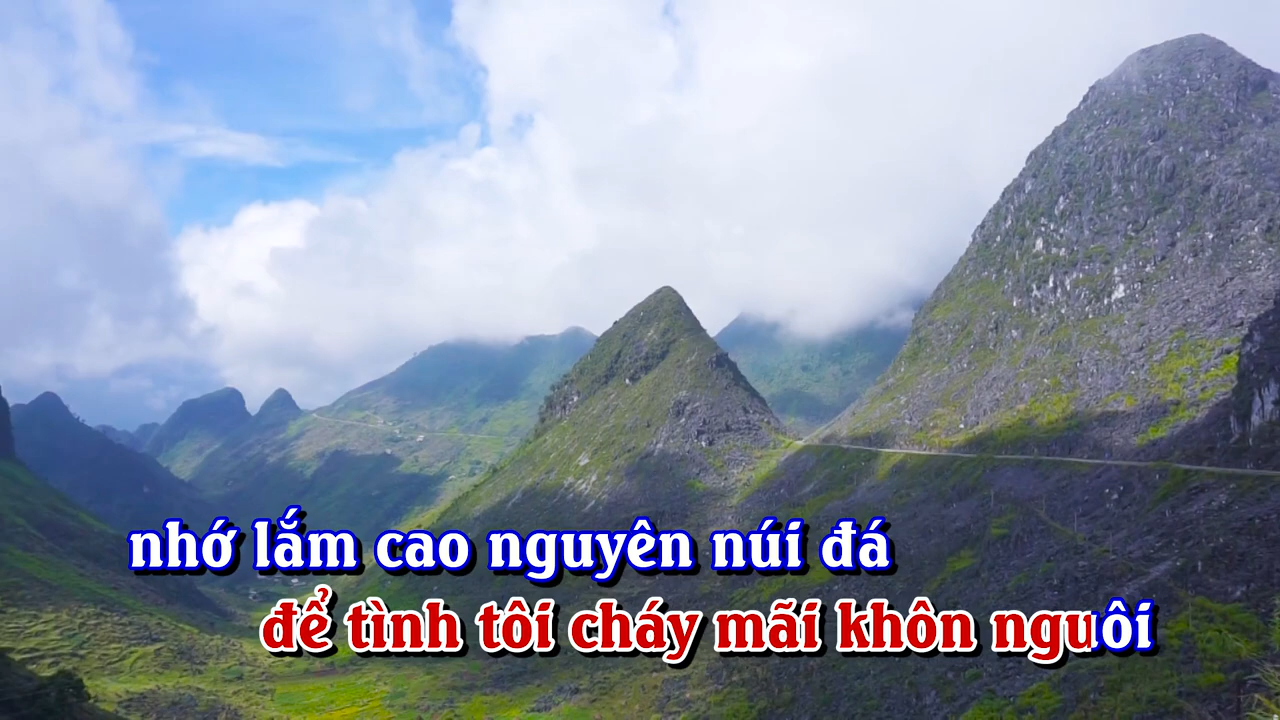 nhớ lắm cao nguyên núi đá
để tình tôi cháy mãi khôn nguôi